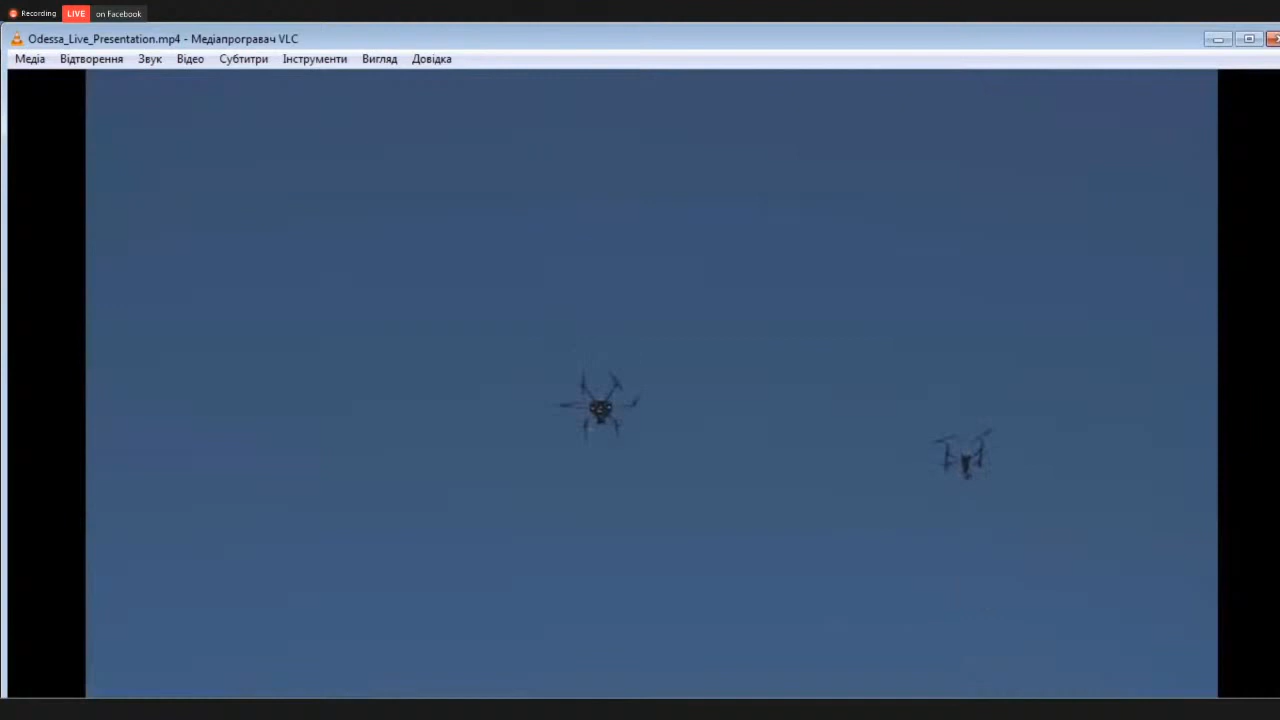 Recording LIVE on Facebook
Odessa_Live_Presentation.mp4 - Медіапрогравач VLC
Медіа Відтворення Звук Відео Субтитри Інструменти Вигляд Довідка